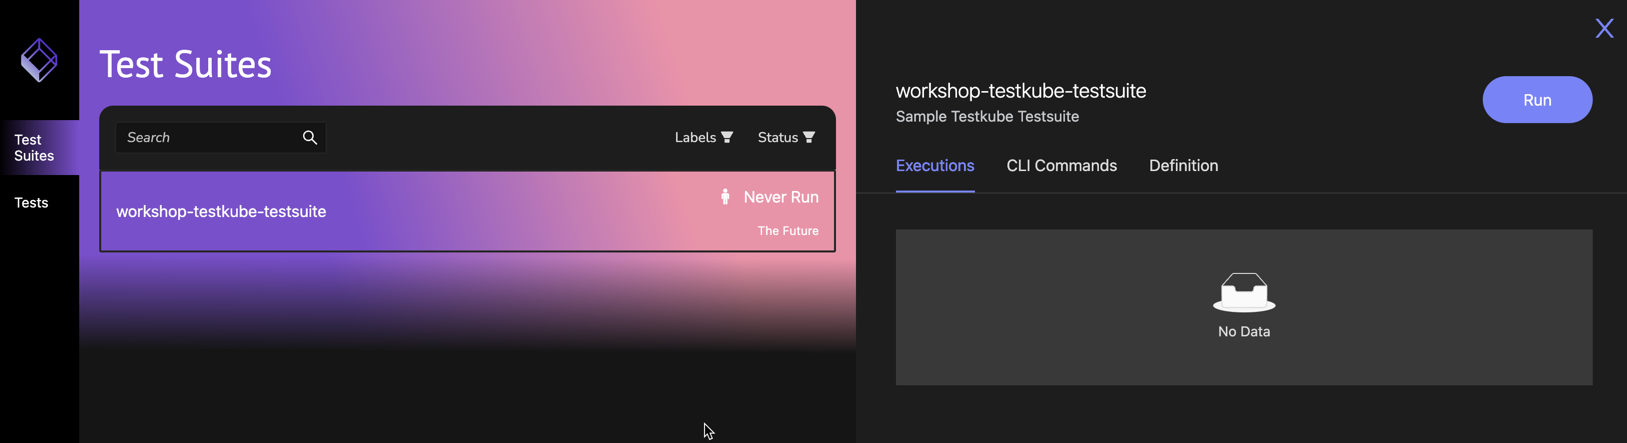 Test
Suites
Tests
Test Suites
Search
Labels
Status
workshop-testkube-testsuite
Never Run
The Future
X
workshop-testkube-testsuite
Sample Testkube Testsuite
Run
Executions
CLI Commands
Definition
No Data